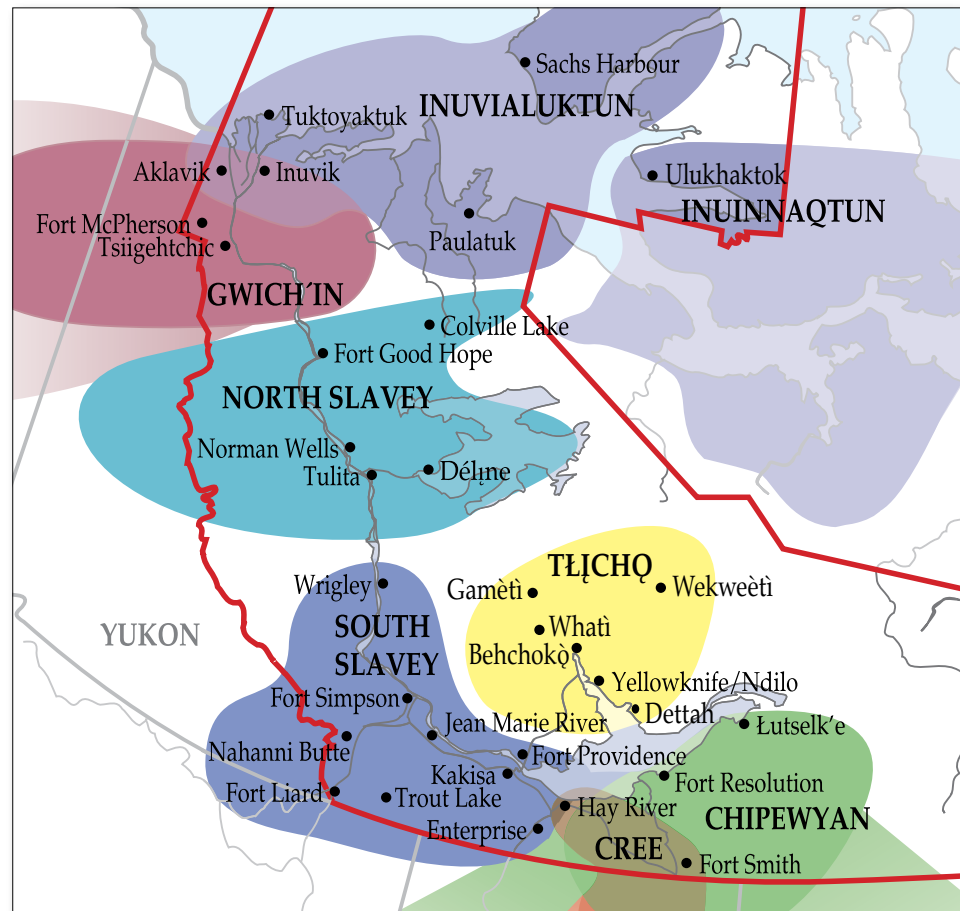 Sachs Harbour
INUVIALUKTUN
Tuktoyaktuk
Aklavik
Inuvik
Ulukhaktok
INUINNAQTUN
Fort McPherson
Paulatuk
Tsiigehtchic
GWICH´IN
Colville Lake
Fort Good Hope
NORTH SLAVEY
Norman Wells
Tulita
Délı̨ne
TŁĮCHǪ
Wrigley
Gamètì
Wekweètì
YUKON
SOUTH
SLAVEY
Whatì
Behchokǫ̀
Yellowknife/Ndilo
Fort Simpson
Dettah
Jean Marie River
Łutselk’e
Nahanni Butte
Fort Providence
Kakisa
Fort Resolution
Fort Liard
Trout Lake
Hay River
CHIPEWYAN
Enterprise
CREE
Fort Smith